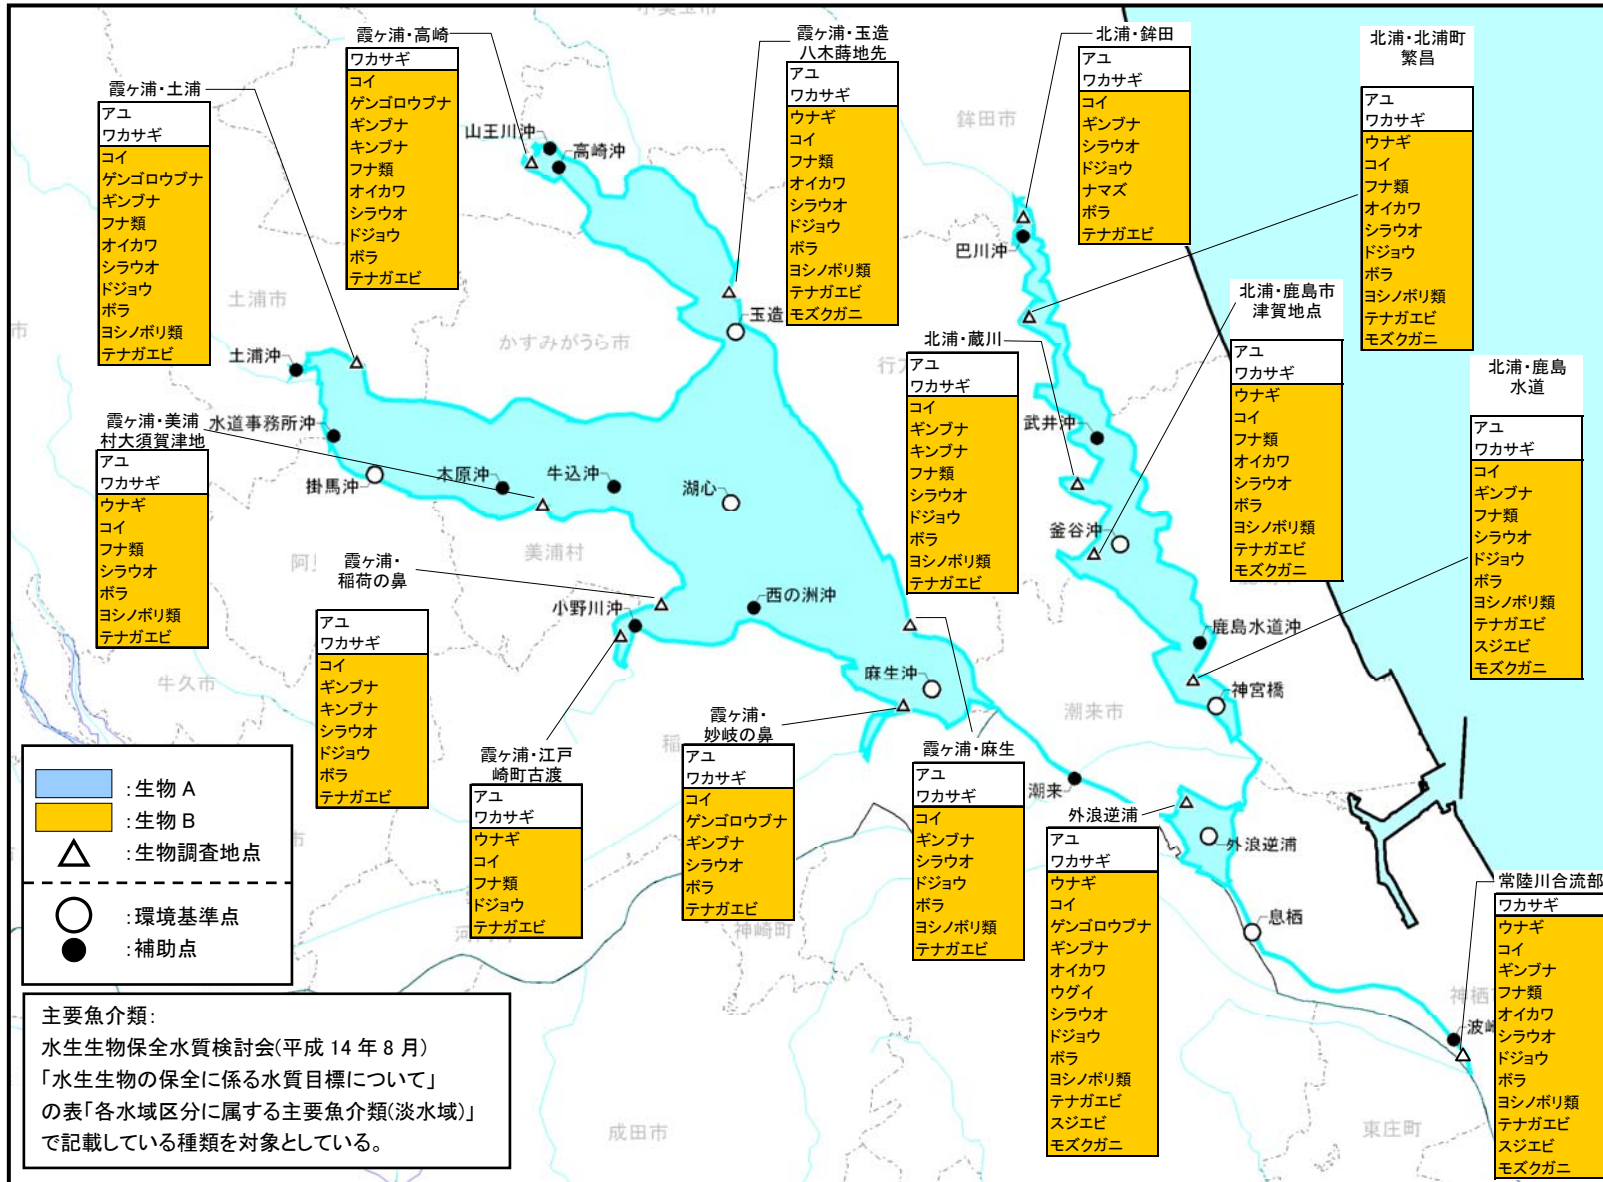 霞ヶ浦・高崎
ワカサギ
コイ
ゲンゴロウブナ
ギンブナ
キンブナ
フナ類
オイカワ
シラウオ
ドジョウ
ボラ
テナガエビ
霞ヶ浦・玉造
八木蒔地先
アユ
ワカサギ
ウナギ
コイ
フナ類
オイカワ
シラウオ
ドジョウ
ボラ
ヨシノボリ類
テナガエビ
モズクガニ
北浦・鉾田
アユ
ワカサギ
コイ
ギンブナ
シラウオ
ドジョウ
ナマズ
ボラ
テナガエビ
北浦・北浦町
繁昌
アユ
ワカサギ
ウナギ
コイ
フナ類
オイカワ
シラウオ
ドジョウ
ボラ
ヨシノボリ類
テナガエビ
モズクガニ
霞ヶ浦・土浦
アユ
ワカサギ
コイ
ゲンゴロウブナ
ギンブナ
フナ類
オイカワ
シラウオ
ドジョウ
ボラ
ヨシノボリ類
テナガエビ
山王川沖
高崎沖
鉾田市
巴川沖
土浦市
かすみがうら市
玉造
土浦沖
水道事務所沖
掛馬沖
木原沖
牛込沖
湖心
武井沖
釜谷沖
北浦・鹿島市
津賀地点
アユ
ワカサギ
ウナギ
コイ
フナ類
オイカワ
シラウオ
ボラ
ヨシノボリ類
テナガエビ
モズクガニ
北浦・蔵川
アユ
ワカサギ
コイ
ギンブナ
キンブナ
フナ類
シラウオ
ドジョウ
ボラ
ヨシノボリ類
テナガエビ
北浦・鹿島
水道
アユ
ワカサギ
コイ
ギンブナ
フナ類
シラウオ
ドジョウ
ボラ
ヨシノボリ類
テナガエビ
スジエビ
モズクガニ
霞ヶ浦・美浦
村大須賀津地
アユ
ワカサギ
ウナギ
コイ
フナ類
シラウオ
ボラ
ヨシノボリ類
テナガエビ
美浦村
霞ヶ浦・
稲荷の鼻
アユ
ワカサギ
コイ
ギンブナ
キンブナ
シラウオ
ドジョウ
ボラ
テナガエビ
小野川沖
西の洲沖
麻生沖
鹿島水道沖
神宮橋
牛久市
潮来市
霞ヶ浦・江戸
崎町古渡
アユ
ワカサギ
ウナギ
コイ
フナ類
ドジョウ
テナガエビ
霞ヶ浦・
妙岐の鼻
アユ
ワカサギ
コイ
ゲンゴロウブナ
ギンブナ
シラウオ
ボラ
テナガエビ
霞ヶ浦・麻生
アユ
ワカサギ
コイ
ギンブナ
シラウオ
ドジョウ
ボラ
ヨシノボリ類
テナガエビ
潮来
外浪逆浦
アユ
ワカサギ
ウナギ
コイ
ゲンゴロウブナ
ギンブナ
オイカワ
ウグイ
シラウオ
ドジョウ
ボラ
ヨシノボリ類
テナガエビ
スジエビ
モズクガニ
外浪逆浦
息栖
常陸川合流部
ワカサギ
ウナギ
コイ
ギンブナ
フナ類
オイカワ
シラウオ
ドジョウ
ボラ
ヨシノボリ類
テナガエビ
スジエビ
モズクガニ
神崎町
成田市
東庄町
:生物 A
:生物 B
:生物調査地点
:環境基準点
:補助点
主要魚介類:
水生生物保全水質検討会(平成 14 年 8 月)
「水生生物の保全に係る水質目標について」
の表「各水域区分に属する主要魚介類(淡水域)」
で記載している種類を対象としている。